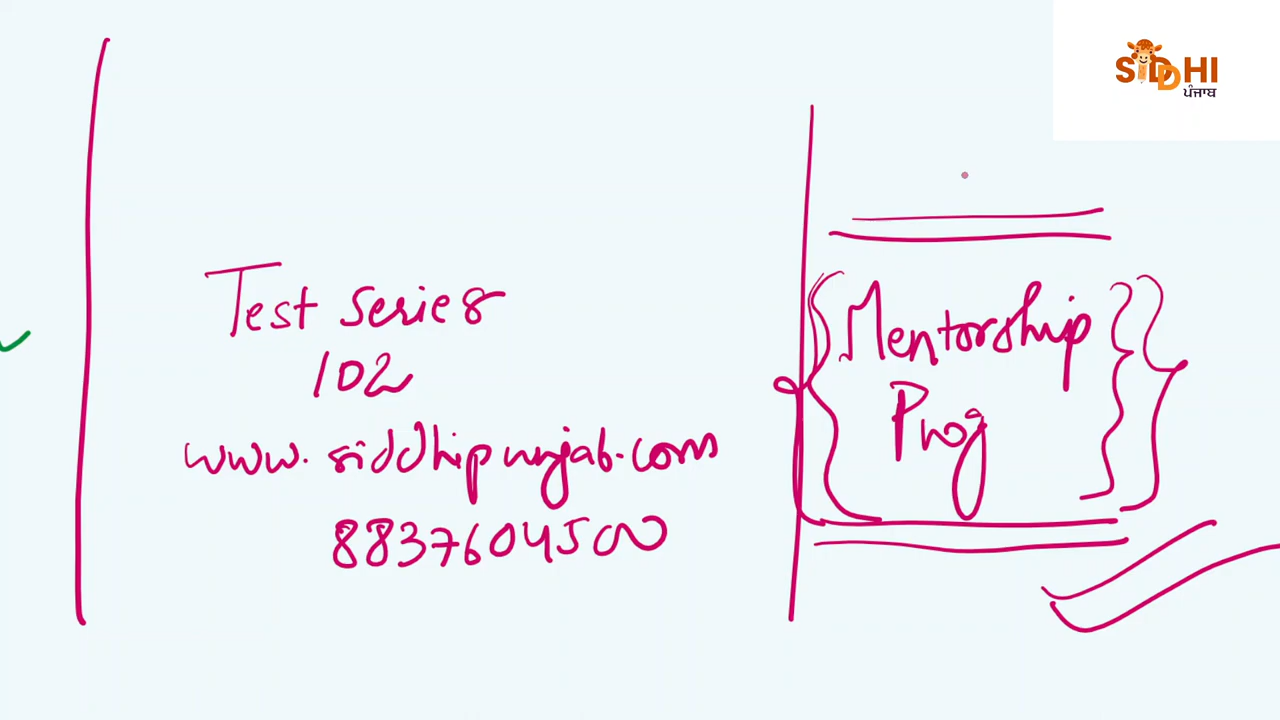 SIDDHI
ਪੰਜਾਬ
Test series
102
www.siddhipunjab.com
8837604500
Mentorship
Prog